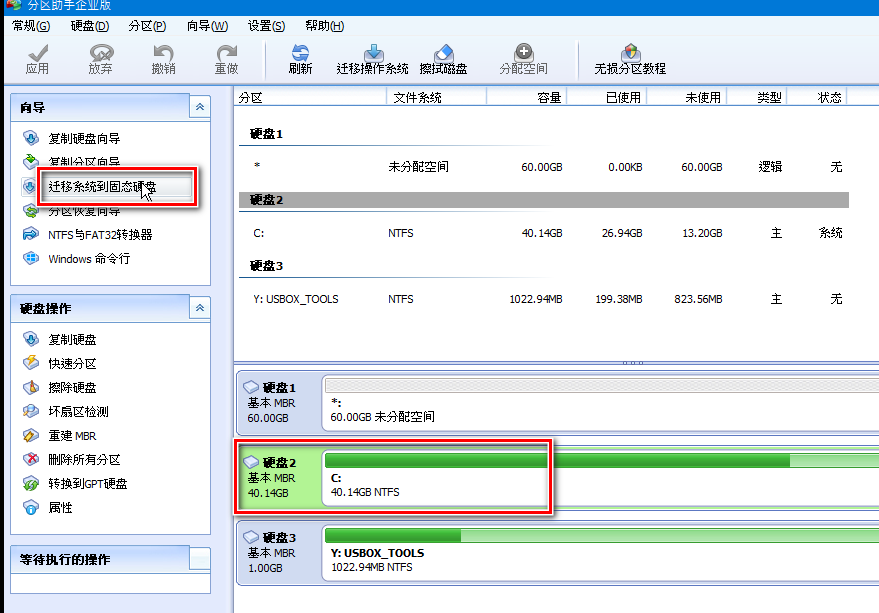 分区助手企业版
常规(G) 硬盘(D) 分区(P) 向导(W) 设置(S) 帮助(H)
应用 放弃 撤销 重做 刷新 迁移操作系统 擦拭磁盘 分配空间 无损分区教程
向导
复制硬盘向导
复制分区向导
迁移系统到固态硬盘
分区恢复向导
NTFS与FAT32转换器
Windows 命令行
硬盘操作
复制硬盘
快速分区
擦除硬盘
坏扇区检测
重建 MBR
删除所有分区
转换到GPT硬盘
属性
等待执行的操作
分区 文件系统 容量 已使用 未使用 类型 状态
硬盘1
* 未分配空间 60.00GB 0.00KB 60.00GB 逻辑 无
硬盘2
C: NTFS 40.14GB 26.94GB 13.20GB 主 系统
硬盘3
Y: USBOX_TOOLS NTFS 1022.94MB 199.38MB 823.56MB 主 无
硬盘1
基本 MBR
60.00GB
*:
60.00GB 未分配空间
硬盘2
基本 MBR
40.14GB
C:
40.14GB NTFS
硬盘3
基本 MBR
1.00GB
Y: USBOX_TOOLS
1022.94MB NTFS